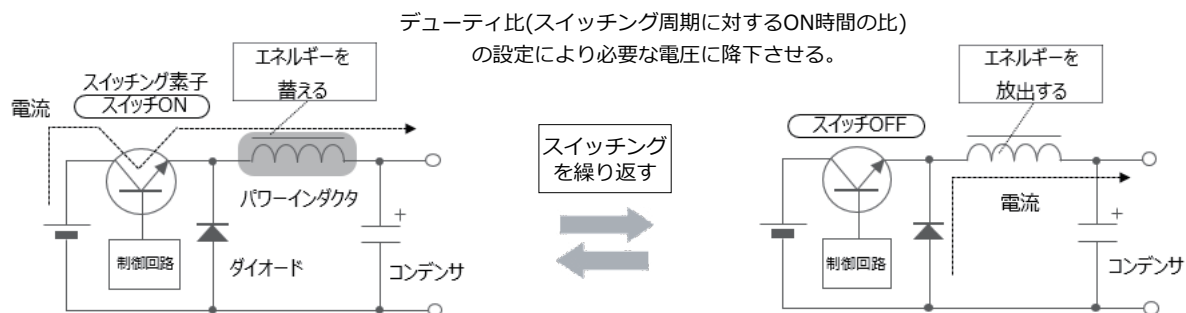 デューティ比(スイッチング周期に対するON時間の比)
の設定により必要な電圧に降下させる。
エネルギーを
蓄える
スイッチング素子
スイッチON
電流
パワーインダクタ
+
制御回路
ダイオード
コンデンサ
スイッチング
を繰り返す
エネルギーを
放出する
スイッチOFF
電流
+
制御回路
コンデンサ